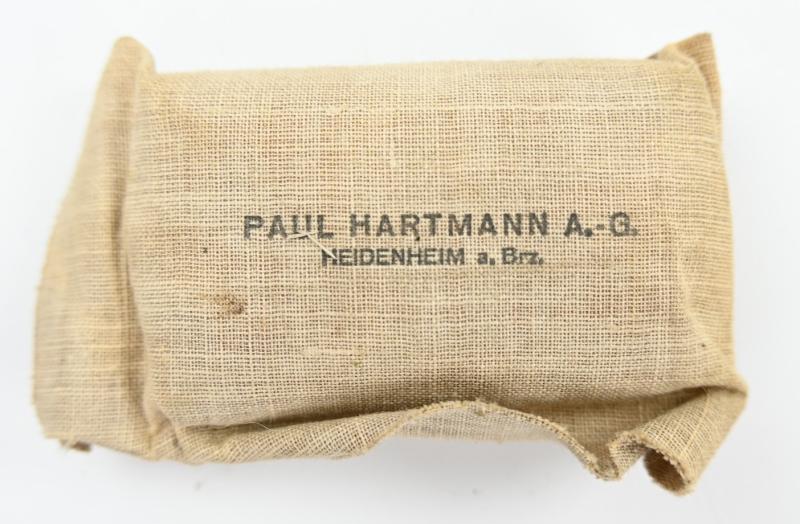 PAUL HARTMANN A.-G.
HEIDENHEIM a. Brz.